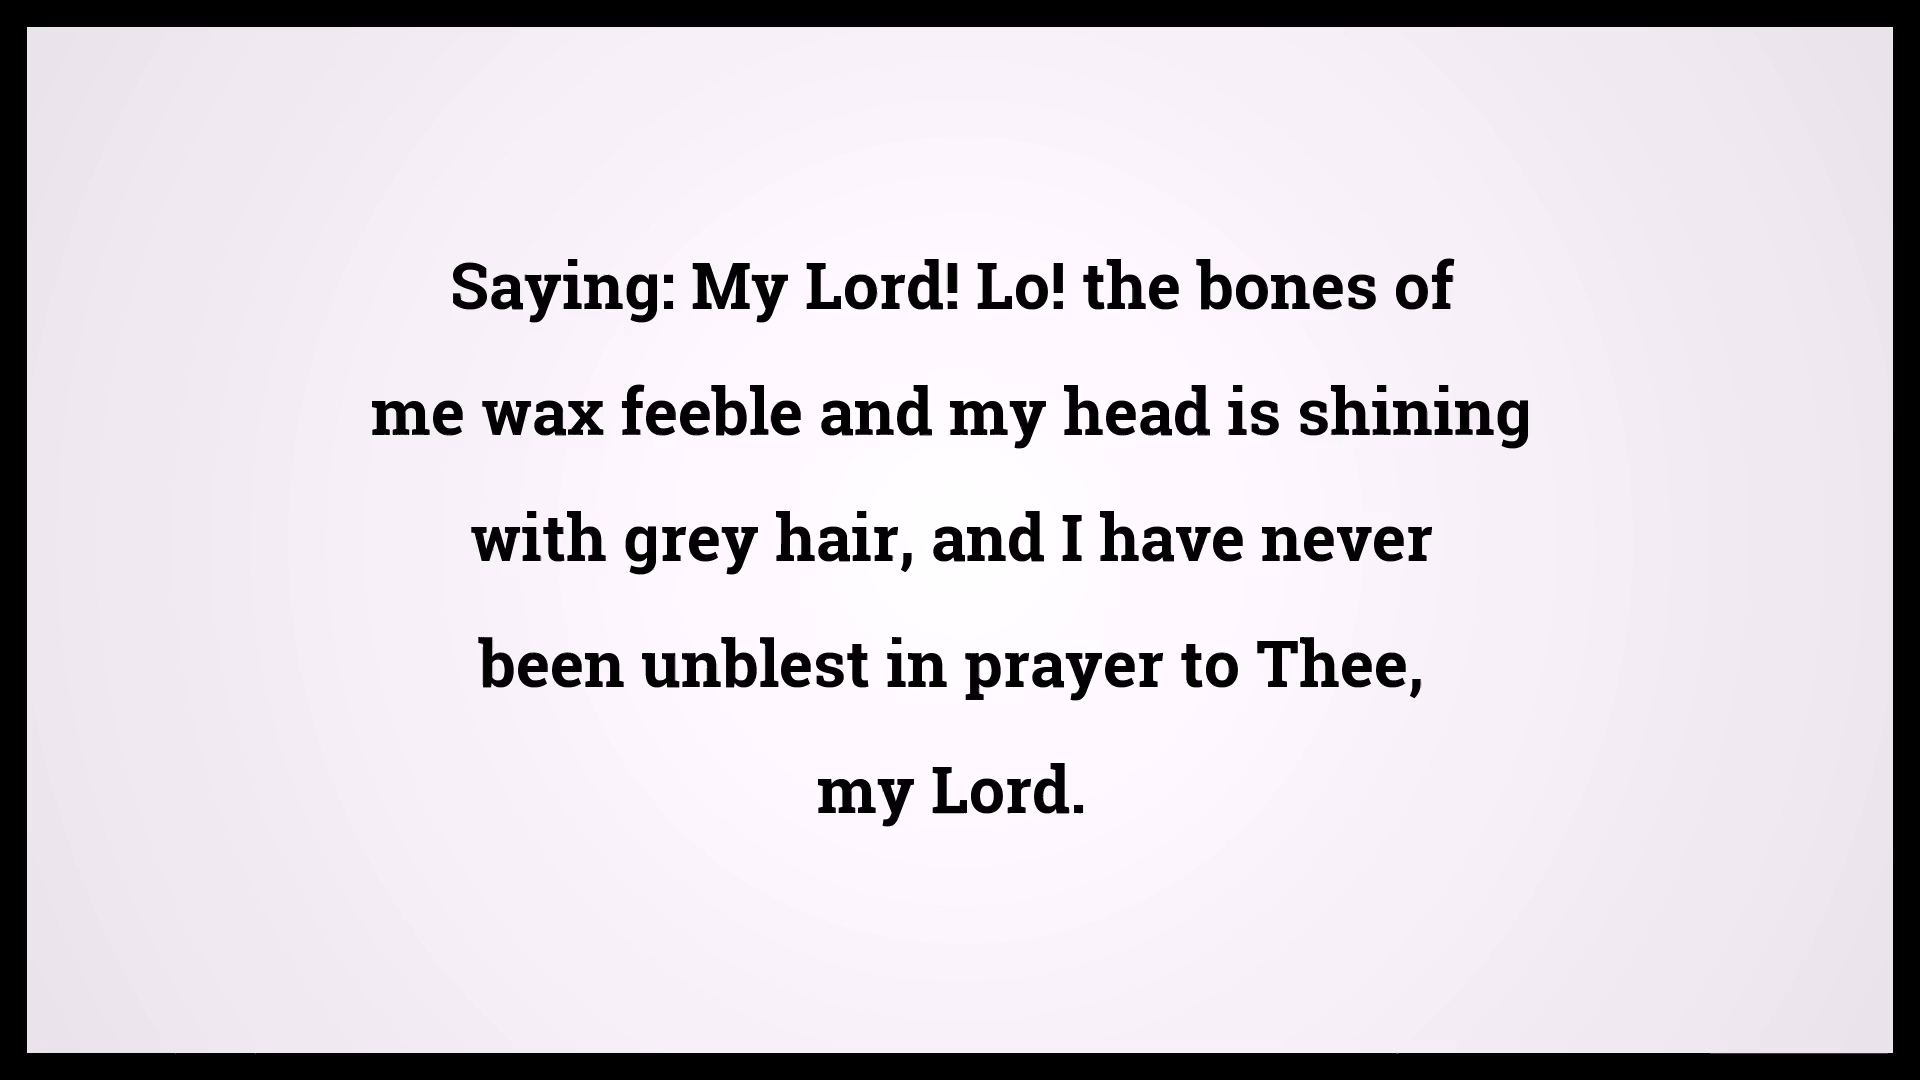 Saying: My Lord! Lo! the bones of
me wax feeble and my head is shining
with grey hair, and I have never
been unblest in prayer to Thee,
my Lord.